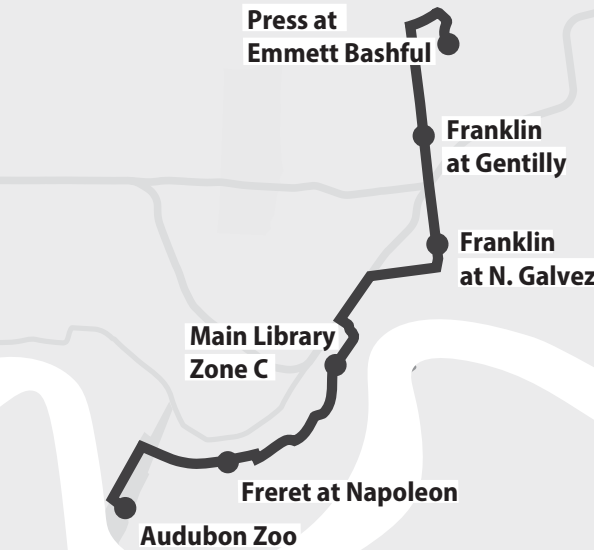 Press at
Emmett Bashful
Franklin
at Gentilly
Franklin
at N. Galvez
Main Library
Zone C
Freret at Napoleon
Audubon Zoo